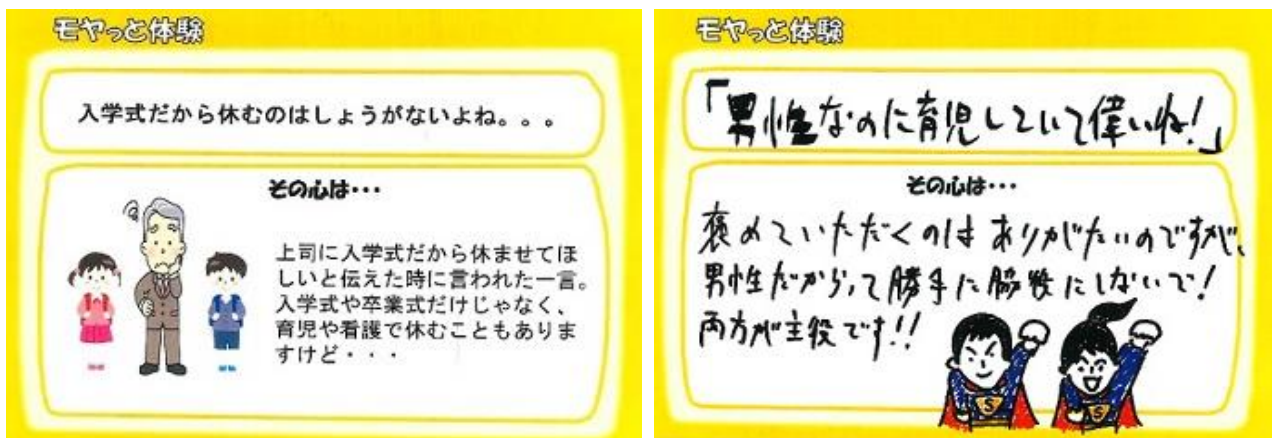 モヤっと体験
入学式だから休むのはしょうがないよね。。。
その心は・・・
上司に入学式だから休ませてほ
しいと伝えた時に言われた一言。
入学式や卒業式だけじゃなく、
育児や看護で休むこともありま
すけど・・・
モヤっと体験
「男性なのに育児していて偉いね!」
その心は・・・
褒めていただくのはありがたいのですが、
男性だからって勝手に脇役にしないで!
両方が主役です!!
S
S